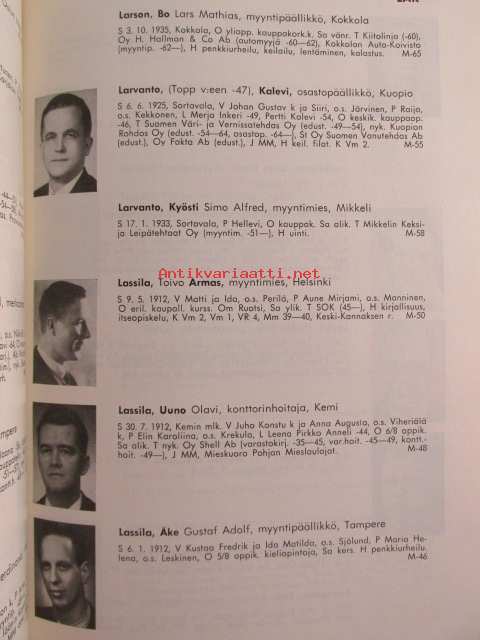 LAR
Larson, Bo Lars Mathias, myyntipäällikkö, Kokkola
S 3. 10. 1935, Kokkola, O yliopp. kauppakork.k. Sa vänr. T Kiitolinja (-60),
Oy H. Hallman & Co Ab (automyyjä -60—62), Kokkolan Auto-Koivisto
(myyntip. -62—), H penkkiurheilu, keilailu, lentäminen, kalastus. M-65
Larvanto, (Topp v:een -47), Kalevi, osastopäällikkö, Kuopio
S 6. 6. 1925, Sortavala, V Johan Gustav k ja Siiri, o.s. Järvinen, P Raija,
o.s. Kekkonen, L Merja Inkeri -49, Pertti Kalevi -54, O keskik. kauppaop.
-46, T Suomen Väri- ja Vernissatehdas Oy (edust. -49—54), nyk. Kuopion
Rohdos Oy (edust. -54—64, osastop. -64—), St Oy Suomen Vanutehdas Ab
(edust.), Oy Fakta Ab (edust.), J MM, H keil. filat. K Vm 2. M-55
Larvanto, Kyösti Simo Alfred, myyntimies, Mikkeli
S 17. 1. 1933, Sortavala, P Hellevi, O kauppak. Sa alik. T Mikkelin Keksi-
ja Leipätehtaat Oy (myyntim. -51—), H uinti. M-58
Antikvariaatti.net
Lassila, Toivo Armas, myyntimies, Helsinki
S 9. 5. 1912, V Matti ja Ida, o.s. Perilä, P Aune Mirjami, o.s. Manninen,
O eril. kaupall. kurss. Om Ruotsi, Sa ylik. T SOK (45—), H kirjallisuus,
itseopiskelu, K Vm 2, Vm 1, VR 4, Mm 39—40, Keski-Kannaksen r. M-50
Lassila, Uuno Olavi, konttorinhoitaja, Kemi
S 30. 7. 1912, Kemin mlk. V Juho Konstu k ja Anna Augusta, o.s. Viheriälä
k, P Elin Karoliina, o.s. Krekula, L Leena Pirkko Anneli -44, O 6/8 oppik.
Sa alik. T nyk. Oy Shell Ab (varastokirj. -35—45, var.hoit. -45—49, kontt.-
hoit. -49—), J MM, Mieskuoro Pohjan Mieslaulajat. M-48
Lassila, Åke Gustaf Adolf, myyntipäällikkö, Tampere
S 6. 1. 1912, V Kustaa Fredrik ja Ida Matilda, o.s. Sjölund, P Maria He-
lena, o.s. Leskinen, O 5/8 oppik. kieliopintoja, Sa kers. H penkkiurheilu.
M-46